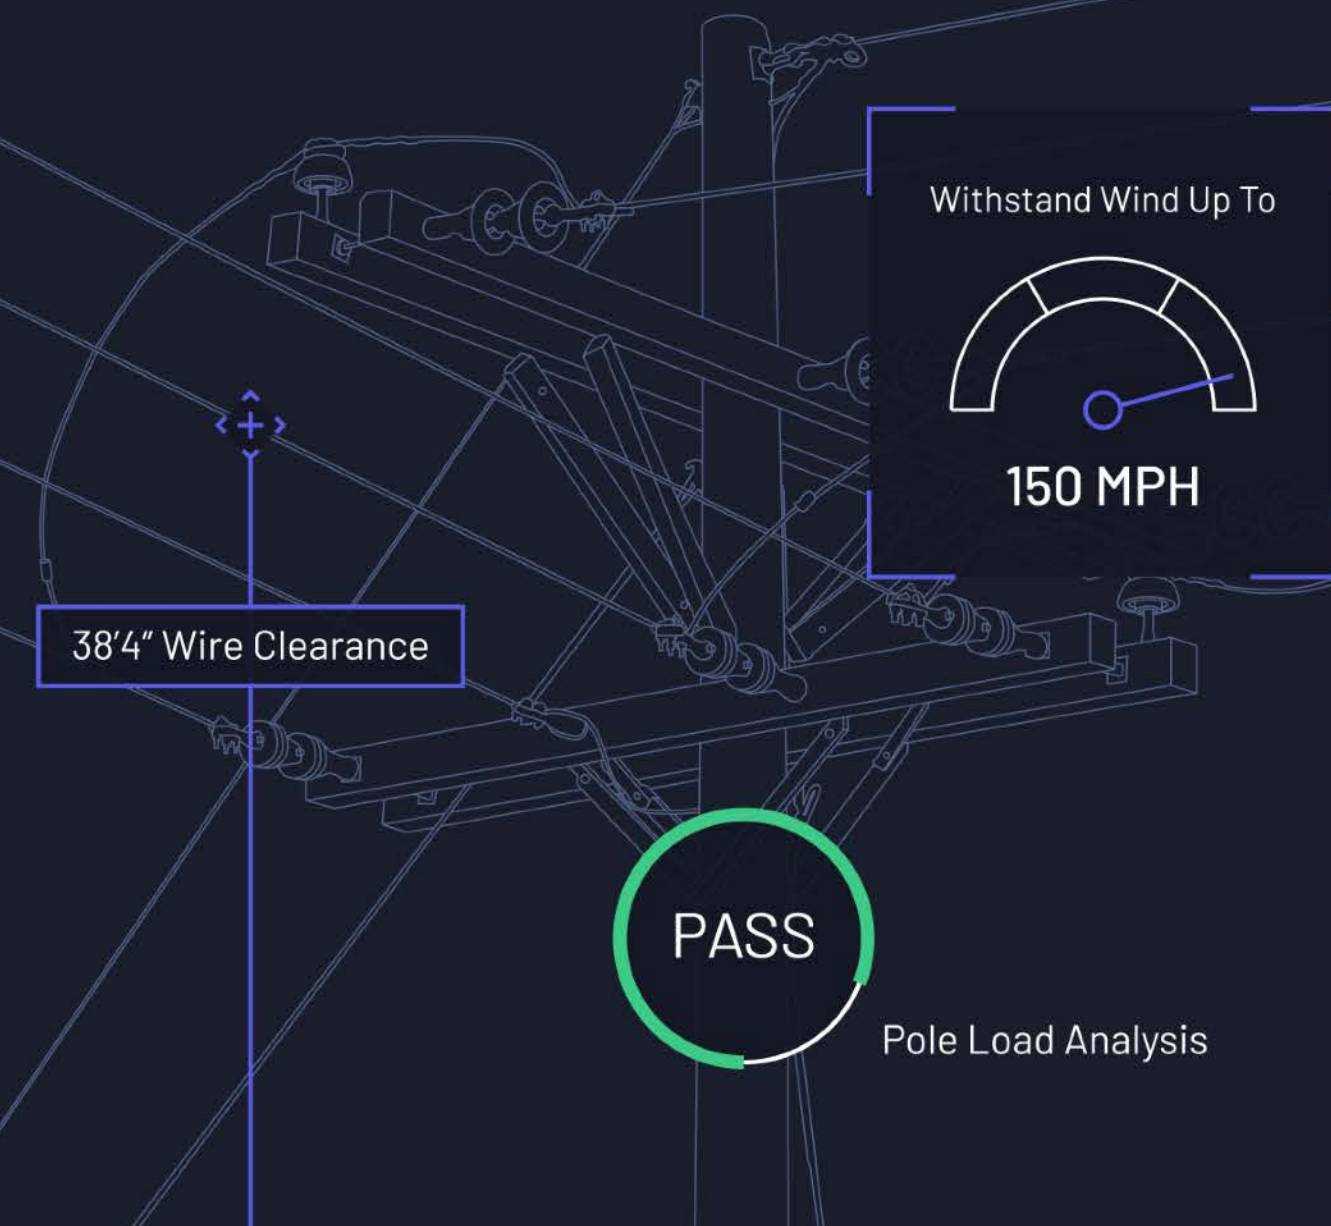 Withstand Wind Up To
150 MPH
38'4" Wire Clearance
PASS
Pole Load Analysis